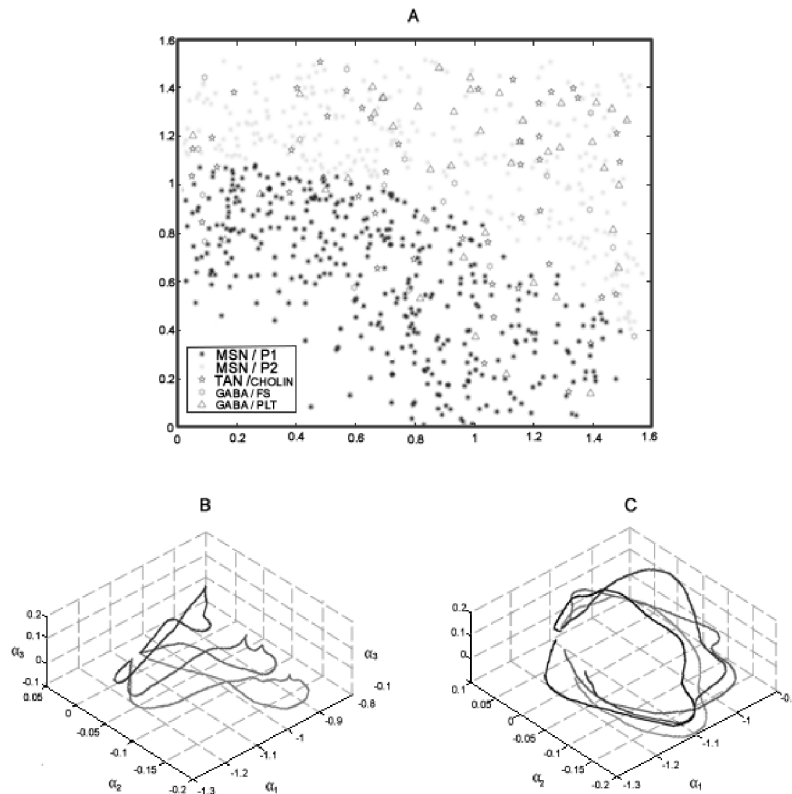 A
1.6
1.4
1.2
1
0.8
0.6
0.4
0.2
0
MSN / P1
MSN / P2
TAN /CHOLIN
GABA / FS
GABA / PLT
0 0.2 0.4 0.6 0.8 1 1.2 1.4 1.6
B
0.2
0.1
0
-0.1
α3
0.05
0
-0.05
-0.1
-0.15
-0.2
α2
-1.3
-1.2
-1.1
-1
-0.9
-0.8
α1
-0.1
α3
C
0.2
0.1
0
0.1
0.05
0
-0.05
-0.1
-0.15
-0.2
α2
-1.3
-1.2
-1.1
-1
α1